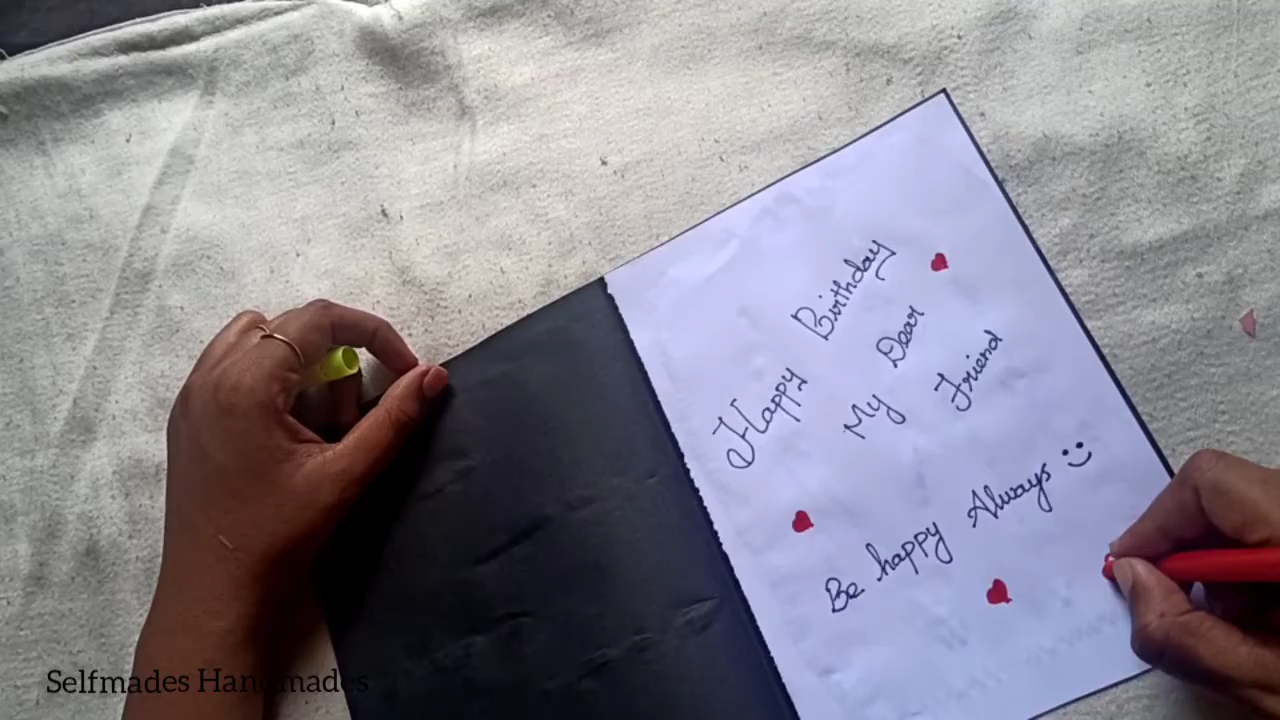 Happy Birthday
My Dear
Friend
Be happy Always :)
Selfmades Handmades